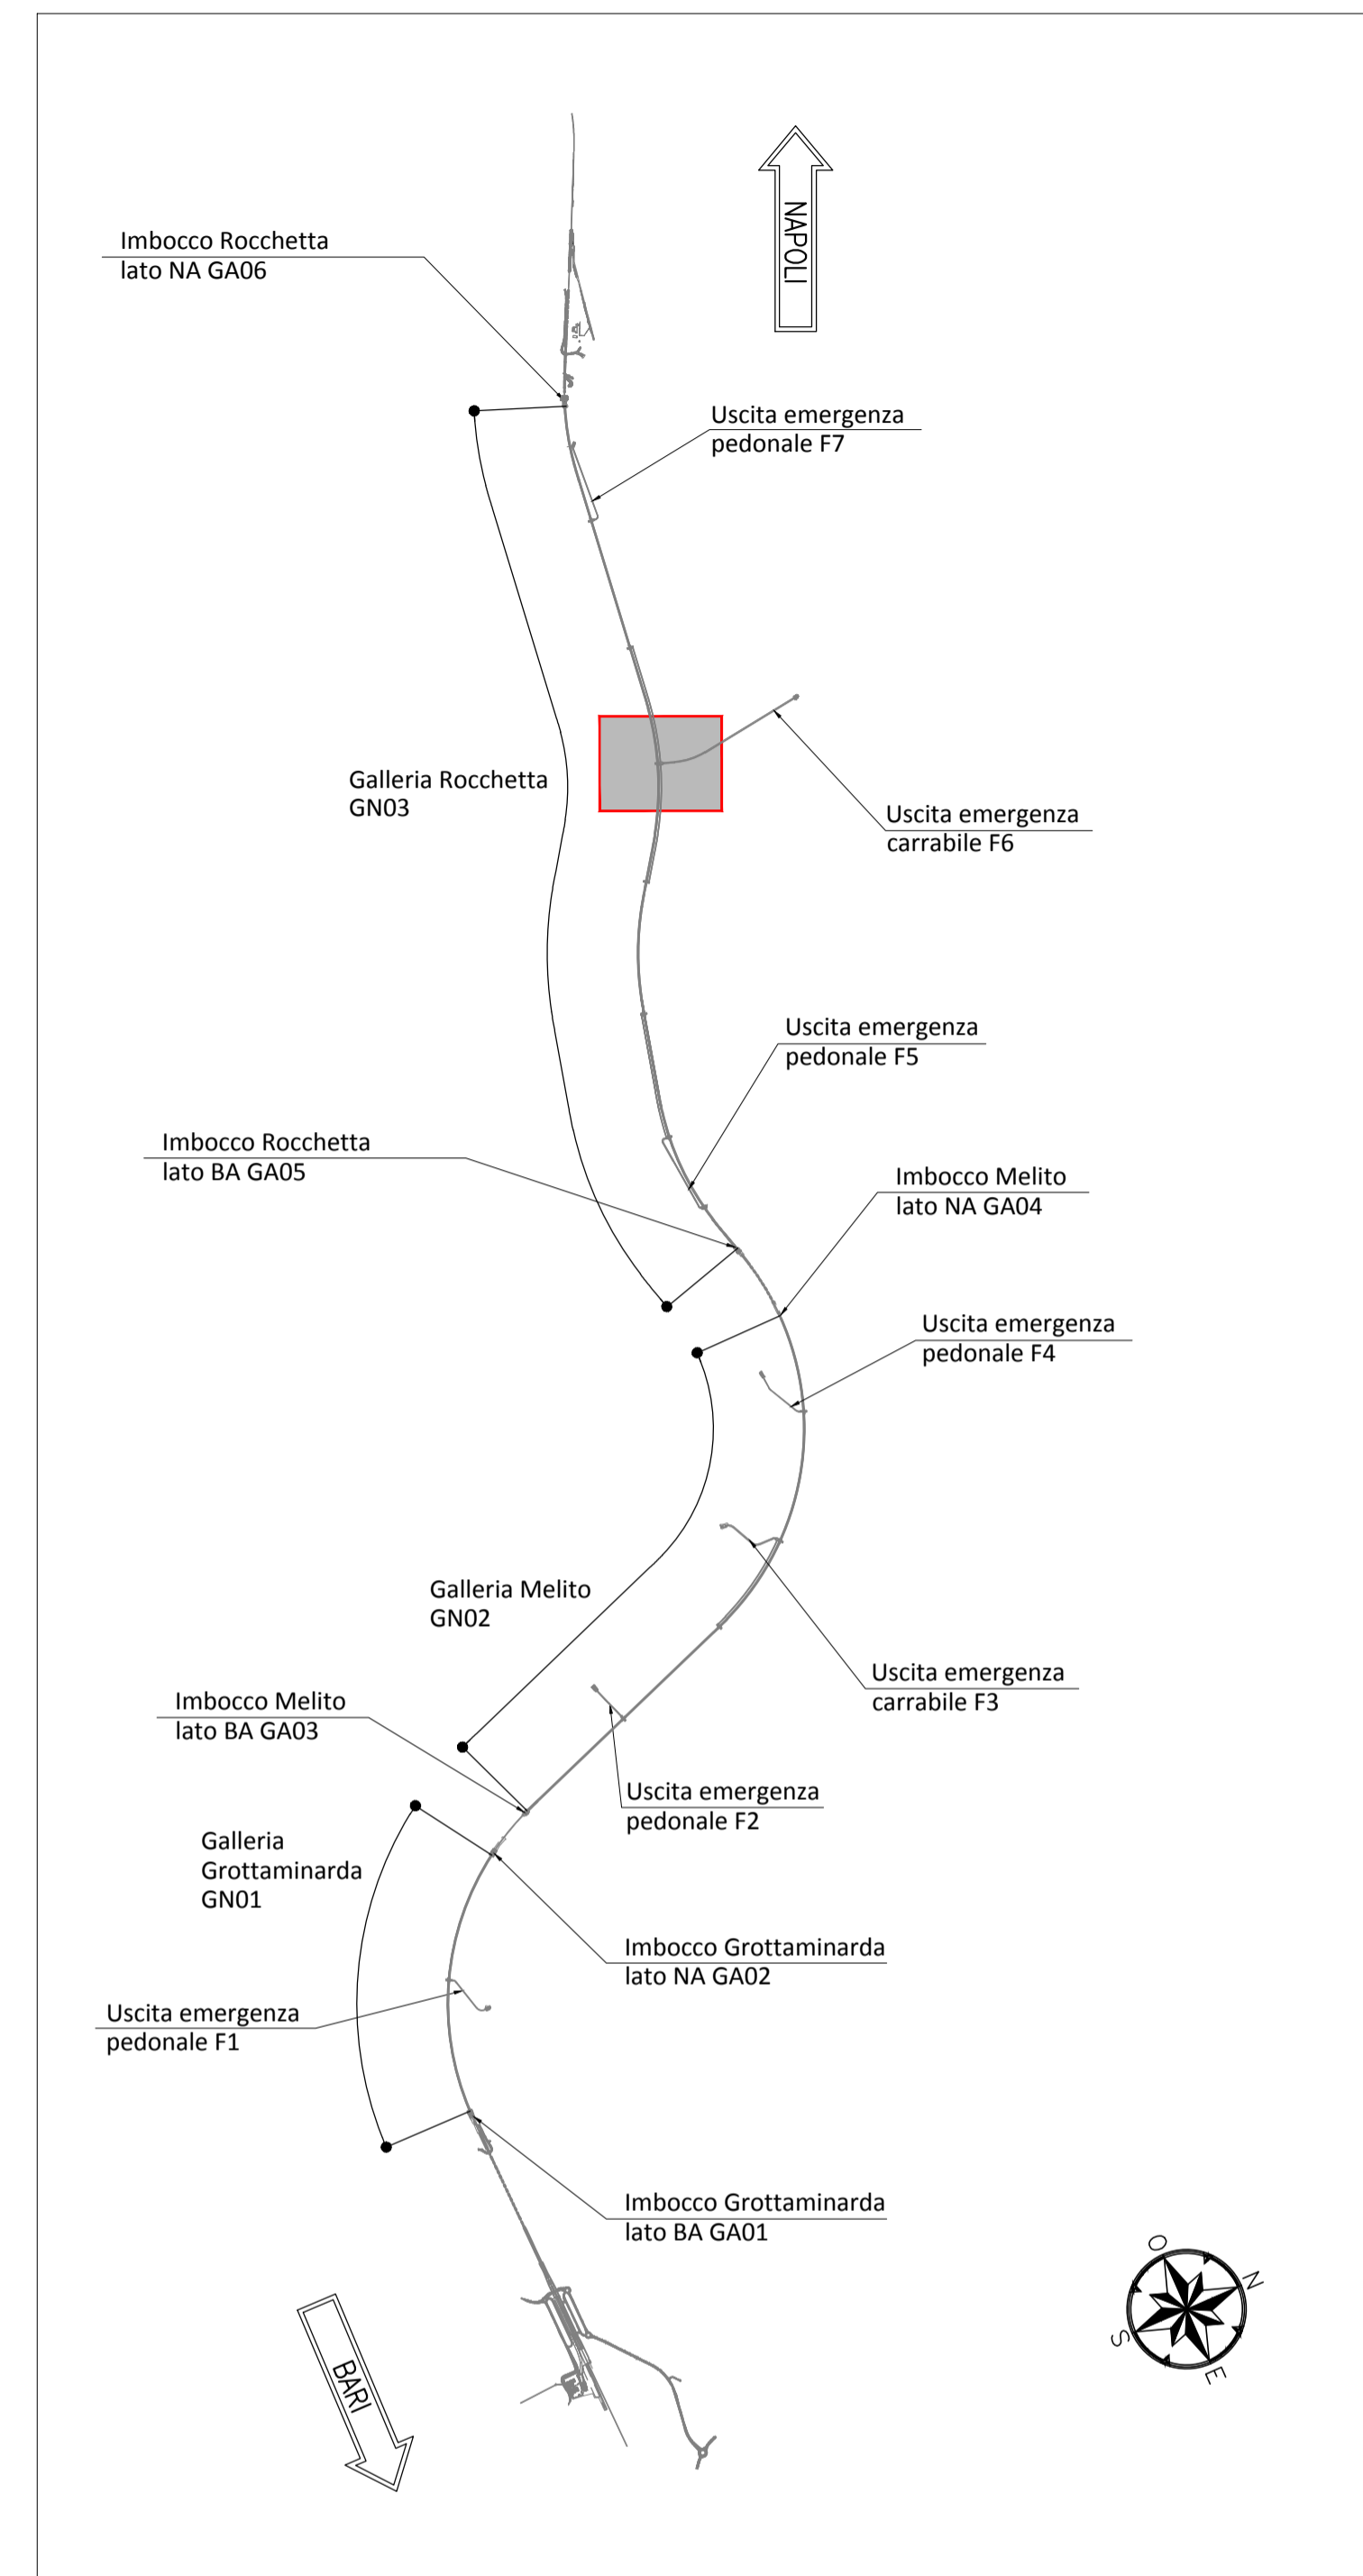 NAPOLI
Imbocco Rocchetta
lato NA GA06
Uscita emergenza
pedonale F7
Galleria Rocchetta
GN03
Uscita emergenza
carrabile F6
Uscita emergenza
pedonale F5
Imbocco Rocchetta
lato BA GA05
Imbocco Melito
lato NA GA04
Uscita emergenza
pedonale F4
Galleria Melito
GN02
Uscita emergenza
carrabile F3
Imbocco Melito
lato BA GA03
Uscita emergenza
pedonale F2
Galleria
Grottaminarda
GN01
Imbocco Grottaminarda
lato NA GA02
Uscita emergenza
pedonale F1
Imbocco Grottaminarda
lato BA GA01
BARI
O
N
S
E